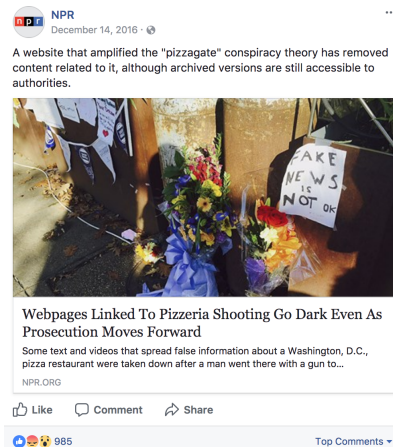 n p r
NPR
December 14, 2016 ·
A website that amplified the "pizzagate" conspiracy theory has removed
content related to it, although archived versions are still accessible to
authorities.
FAKE
NEWS
IS
NOT OK
Webpages Linked To Pizzeria Shooting Go Dark Even As
Prosecution Moves Forward
Some text and videos that spread false information about a Washington, D.C.,
pizza restaurant were taken down after a man went there with a gun to...
NPR.ORG
Like Comment Share
985 Top Comments